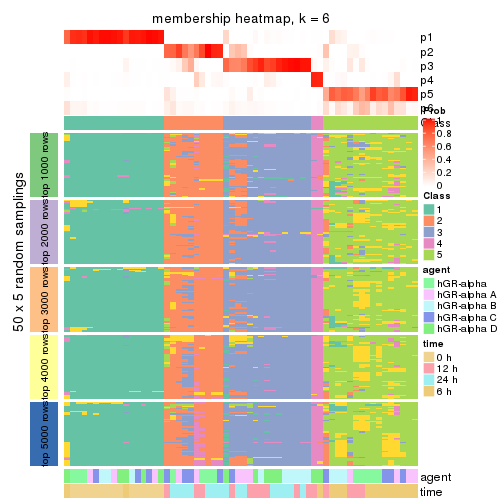 membership heatmap, k = 6
p1
p2
p3
p4
p5
p6
Class
50 x 5 random samplings
top 1000 rows
top 2000 rows
top 3000 rows
top 4000 rows
top 5000 rows
agent
time
Prob
1
0.8
0.6
0.4
0.2
0
Class
1
2
3
4
5
agent
hGR-alpha
hGR-alpha A
hGR-alpha B
hGR-alpha C
hGR-alpha D
time
0 h
12 h
24 h
6 h